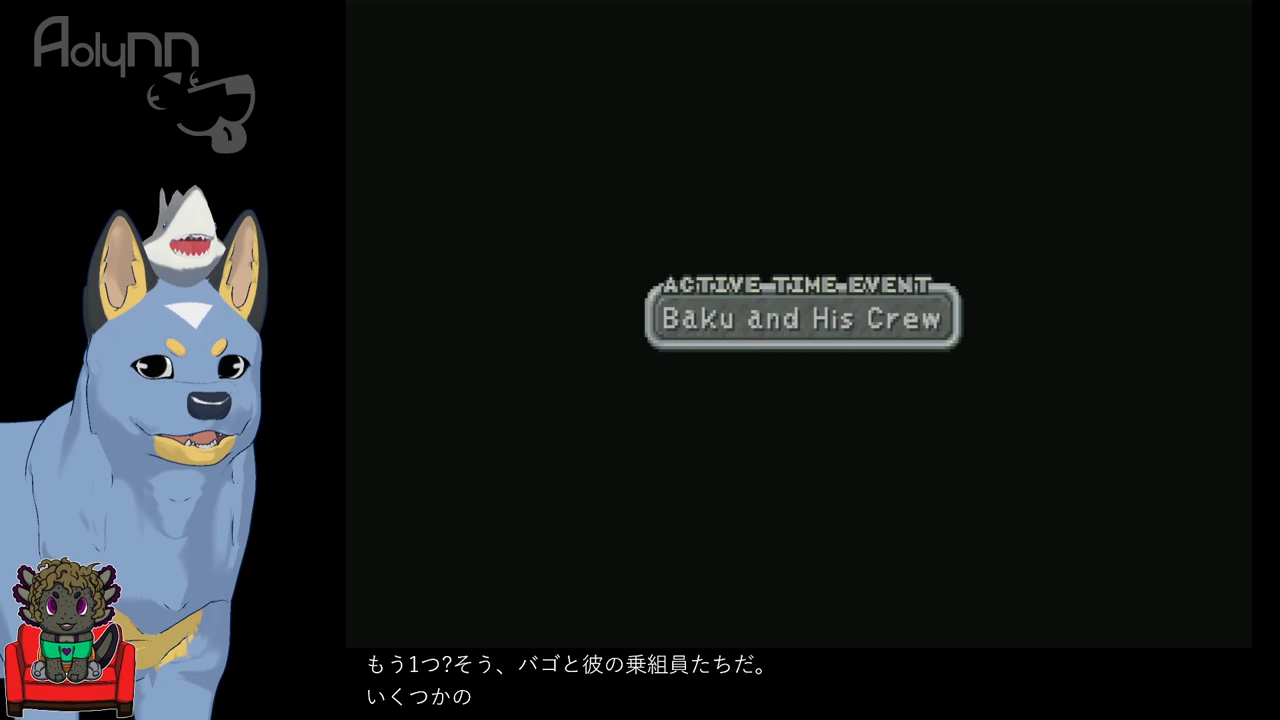 Aolynn
ACTIVE TIME EVENT
Baku and His Crew
もう1つ?そう、バゴと彼の乗組員たちだ。
いくつかの